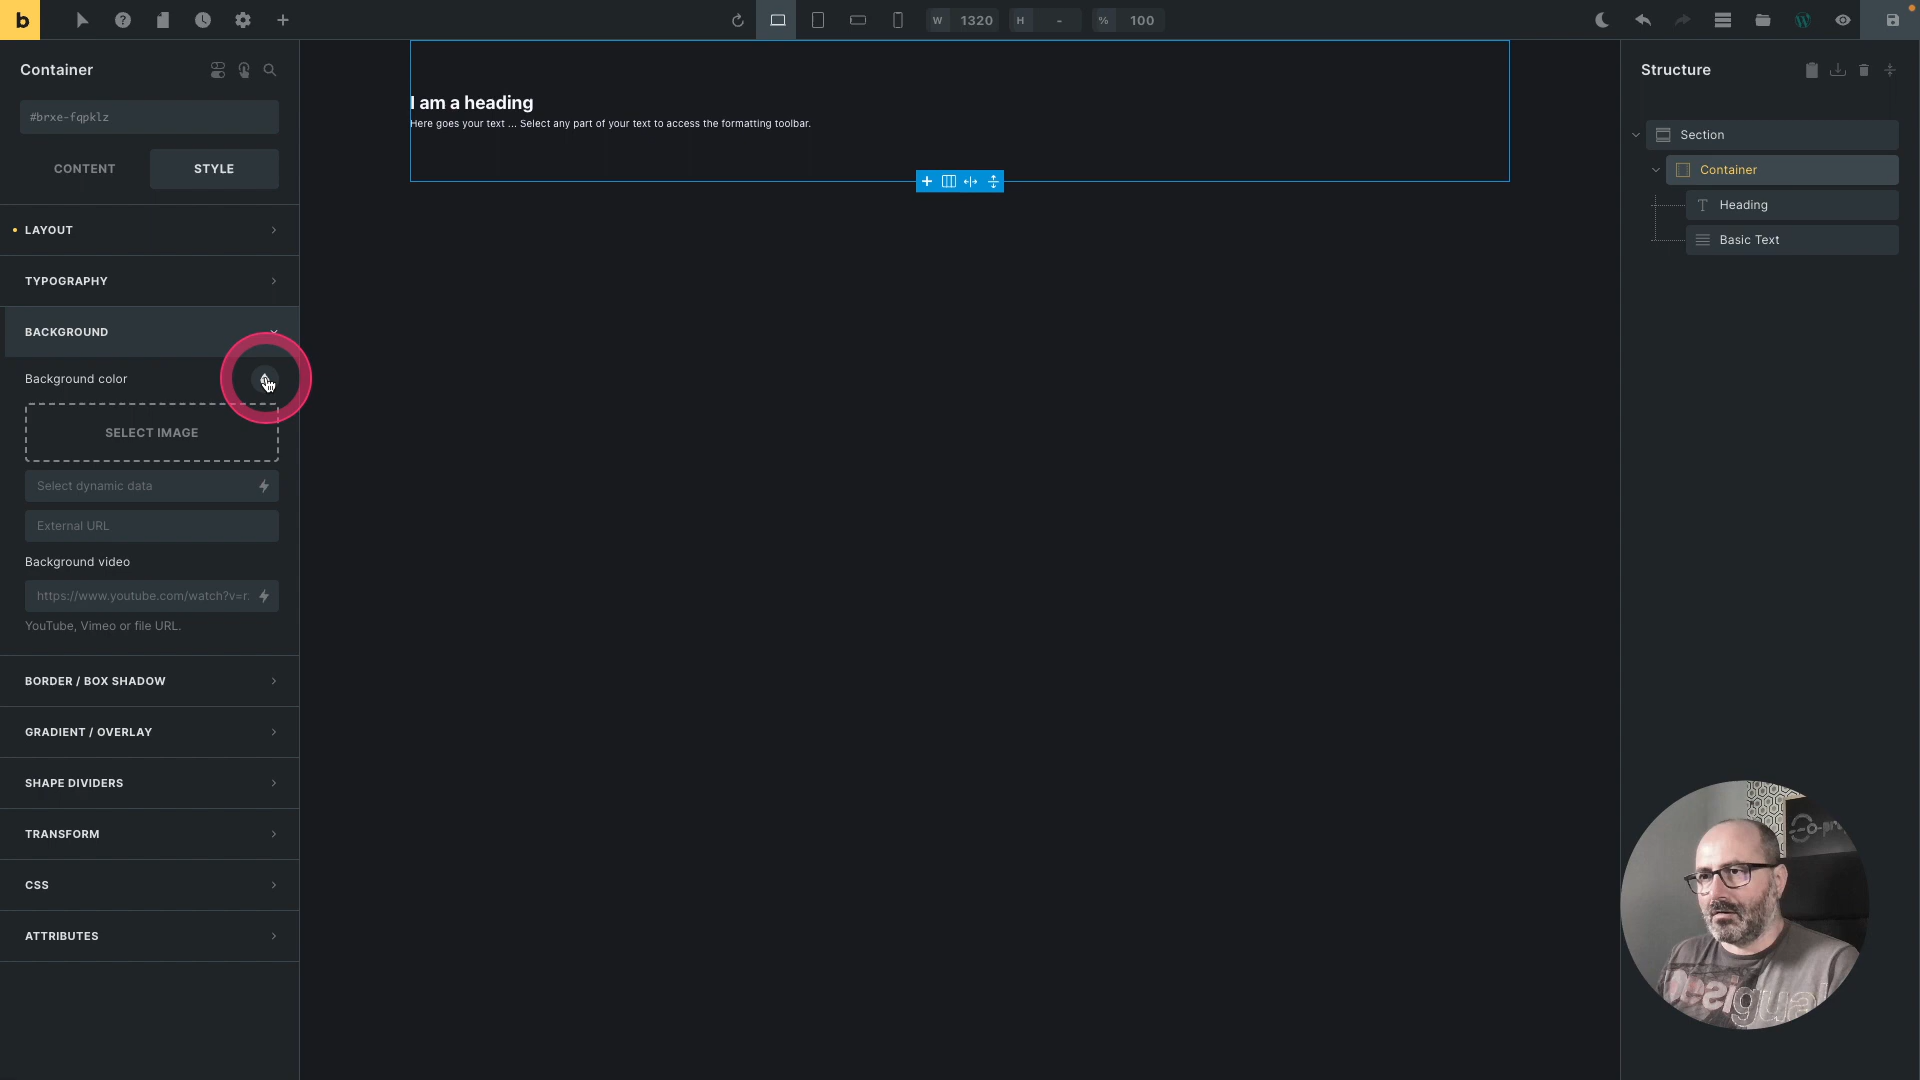 b
W 1320 H - % 100
Container
#brxe-fqpklz
CONTENT STYLE
LAYOUT
TYPOGRAPHY
BACKGROUND
Background color
SELECT IMAGE
Select dynamic data
External URL
Background video
https://www.youtube.com/watch?v=r.
YouTube, Vimeo or file URL.
BORDER / BOX SHADOW
GRADIENT / OVERLAY
SHAPE DIVIDERS
TRANSFORM
CSS
ATTRIBUTES
I am a heading
Here goes your text ... Select any part of your text to access the formatting toolbar.
Structure
Section
Container
Heading
Basic Text